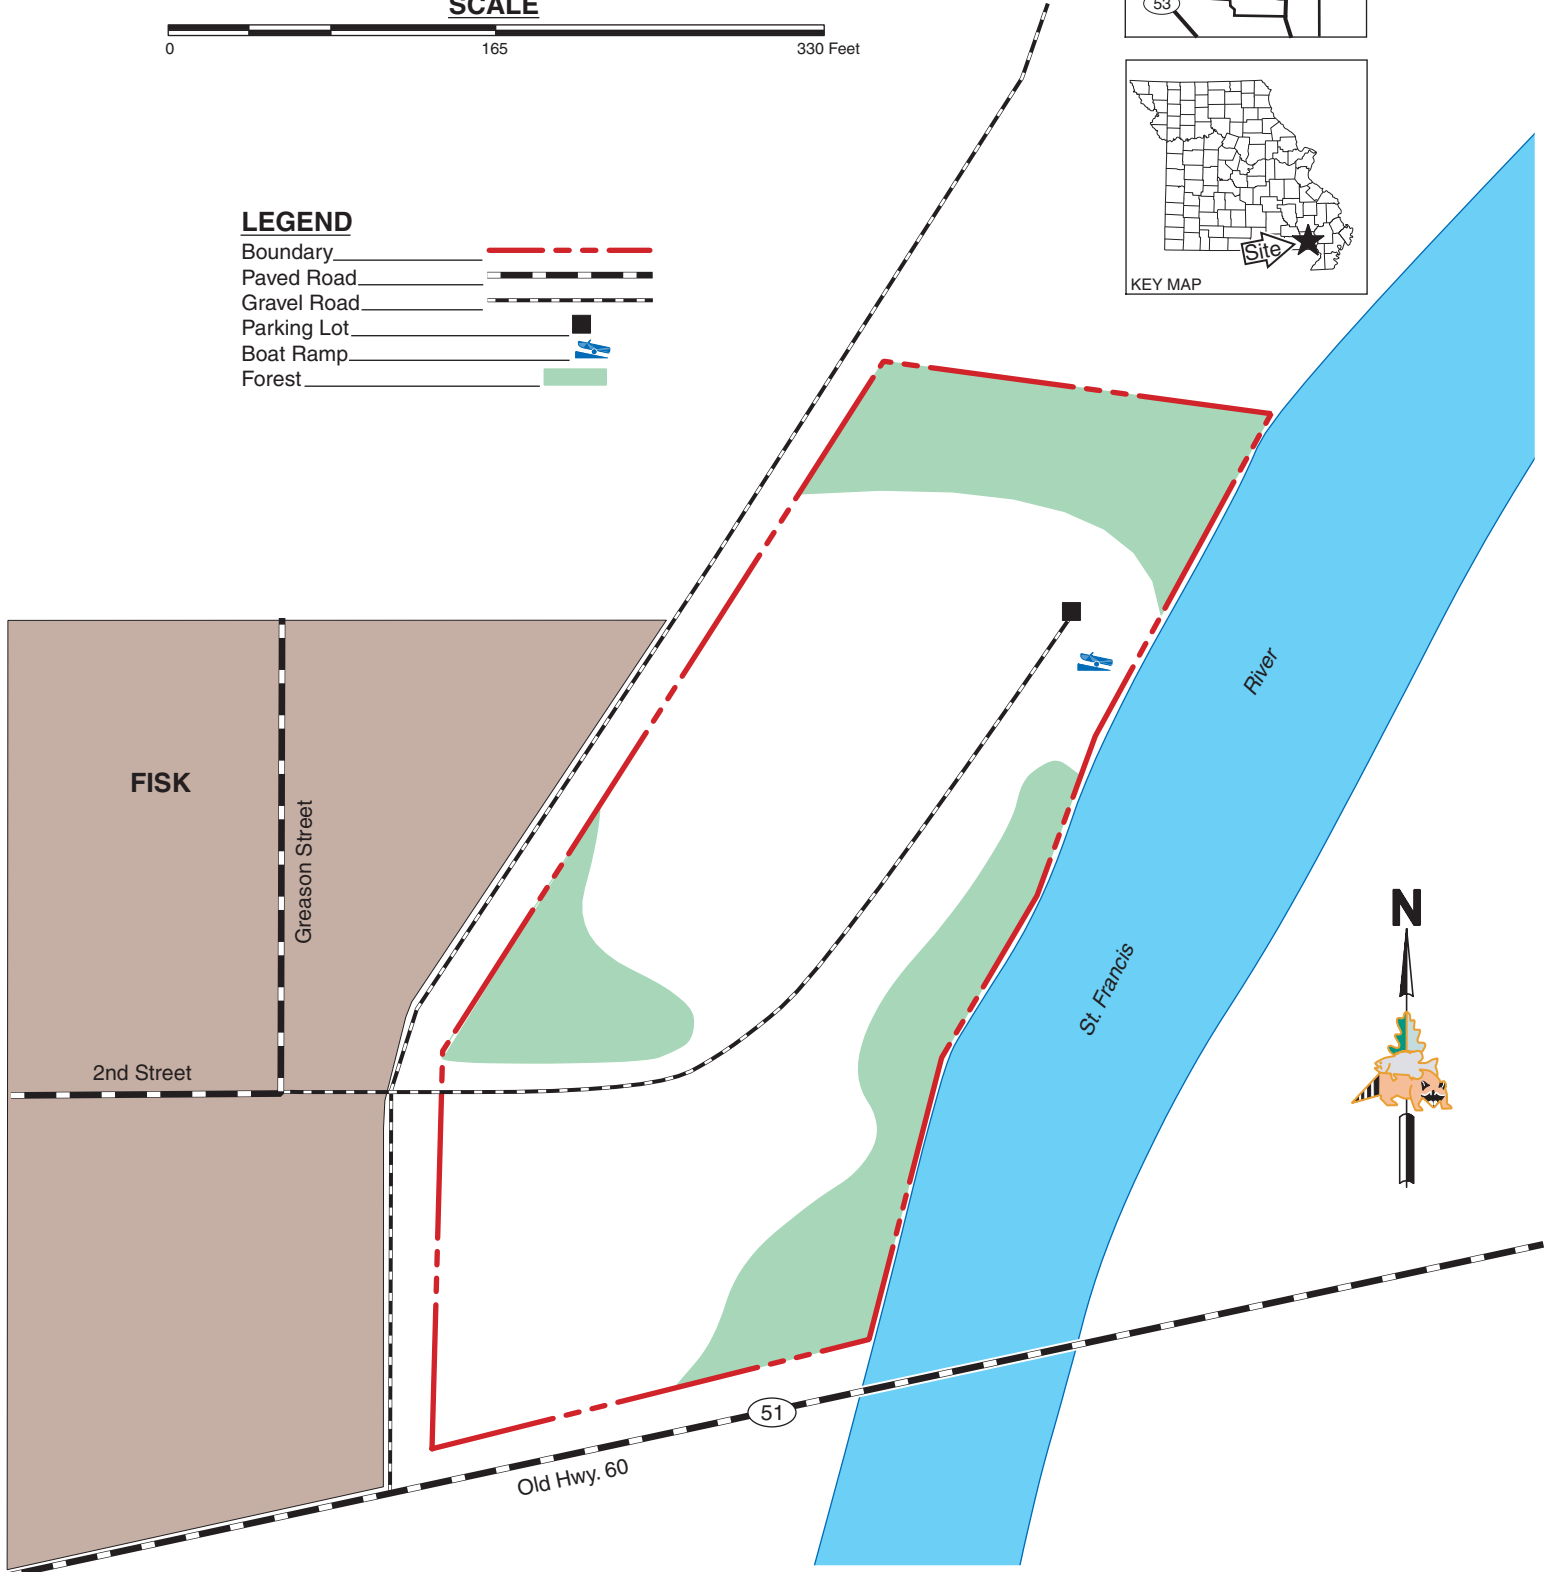 SCALE
0 165 330 Feet
53
LEGEND
Boundary
Paved Road
Gravel Road
Parking Lot
Boat Ramp
Forest
Site
KEY MAP
FISK
Greason Street
2nd Street
River
St. Francis
N
51
Old Hwy. 60